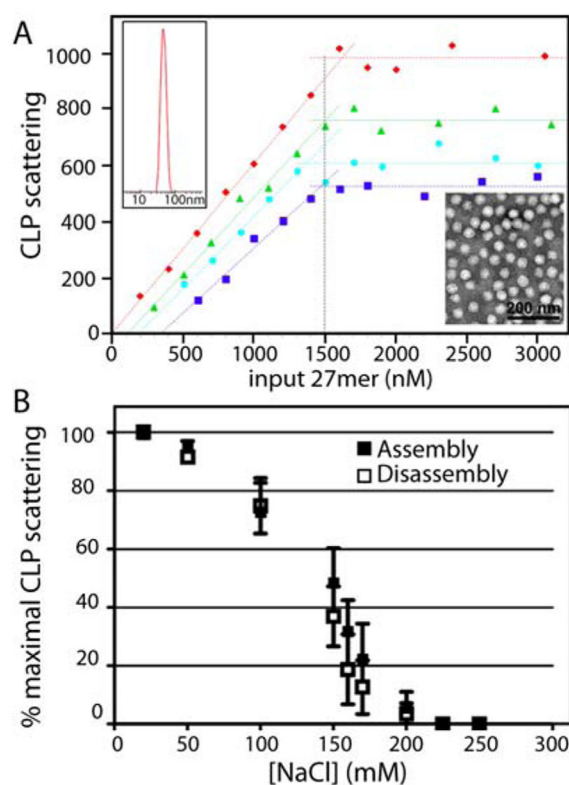 A
CLP scattering
1000
800
600
400
200
0
10 100nm
200 nm
0 500 1000 1500 2000 2500 3000
input 27mer (nM)
B
% maximal CLP scattering
100
80
60
40
20
0
Assembly
Disassembly
0 50 100 150 200 250 300
[NaCl] (mM)